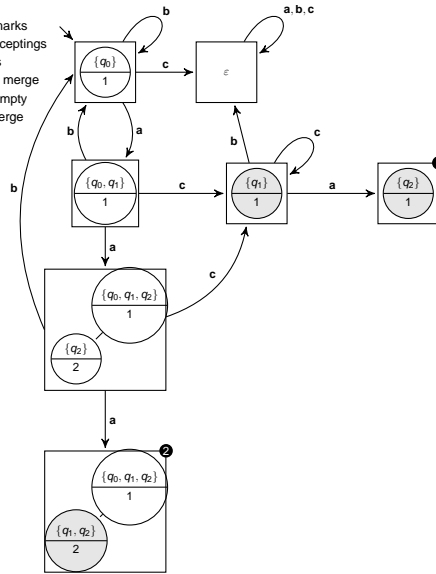 marks
ceptings
s
merge
mpty
erge
b
a, b, c
{q₀}
1
c
ε
b
a
c
b
b
{q₀, q₁}
1
c
{q₁}
1
a
{q₂}
1
a
c
{q₀, q₁, q₂}
1
{q₂}
2
a
2
{q₀, q₁, q₂}
1
{q₁, q₂}
2